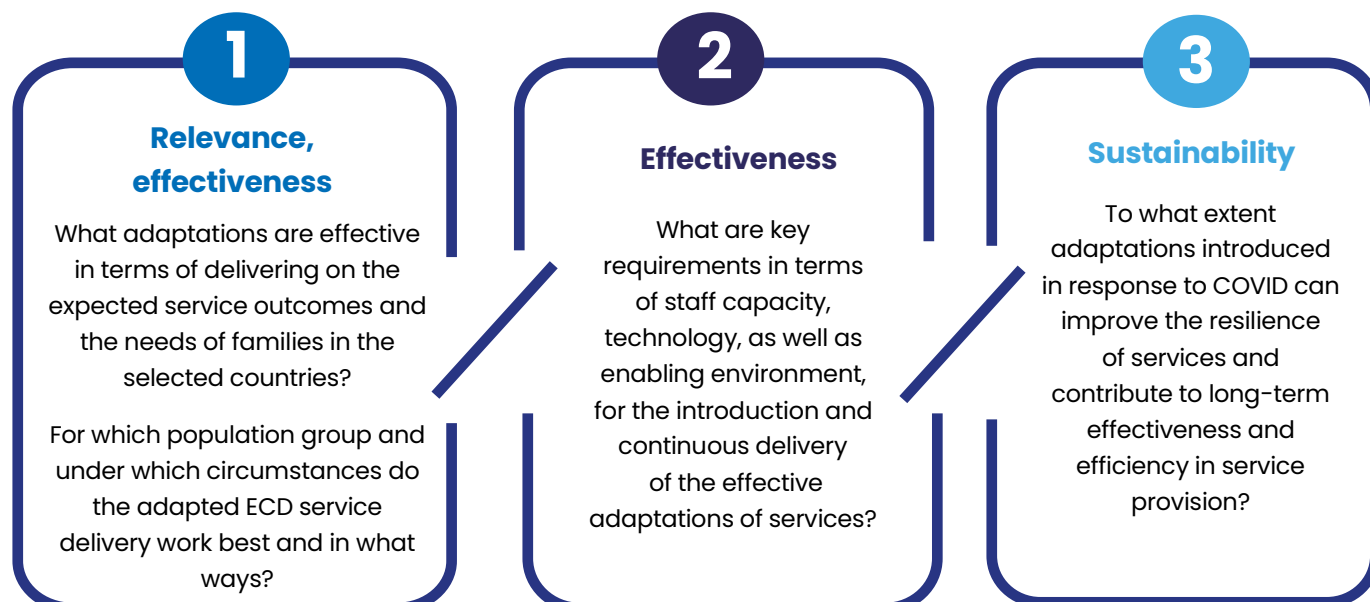 1
Relevance,
effectiveness
What adaptations are effective
in terms of delivering on the
expected service outcomes and
the needs of families in the
selected countries?
For which population group and
under which circumstances do
the adapted ECD service
delivery work best and in what
ways?
2
Effectiveness
What are key
requirements in terms
of staff capacity,
technology, as well as
enabling environment,
for the introduction and
continuous delivery
of the effective
adaptations of services?
3
Sustainability
To what extent
adaptations introduced
in response to COVID can
improve the resilience
of services and
contribute to long-term
effectiveness and
efficiency in service
provision?